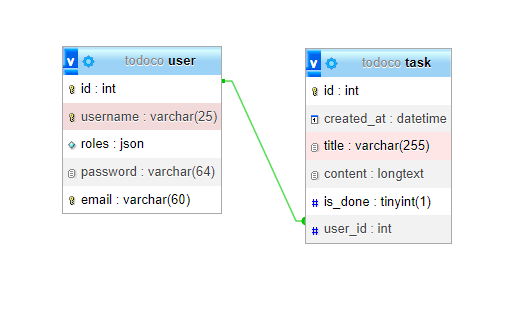 v todoco user
id : int
username : varchar(25)
roles : json
password : varchar(64)
email : varchar(60)
v todoco task
id : int
created_at : datetime
title : varchar(255)
content : longtext
# is_done : tinyint(1)
# user_id : int